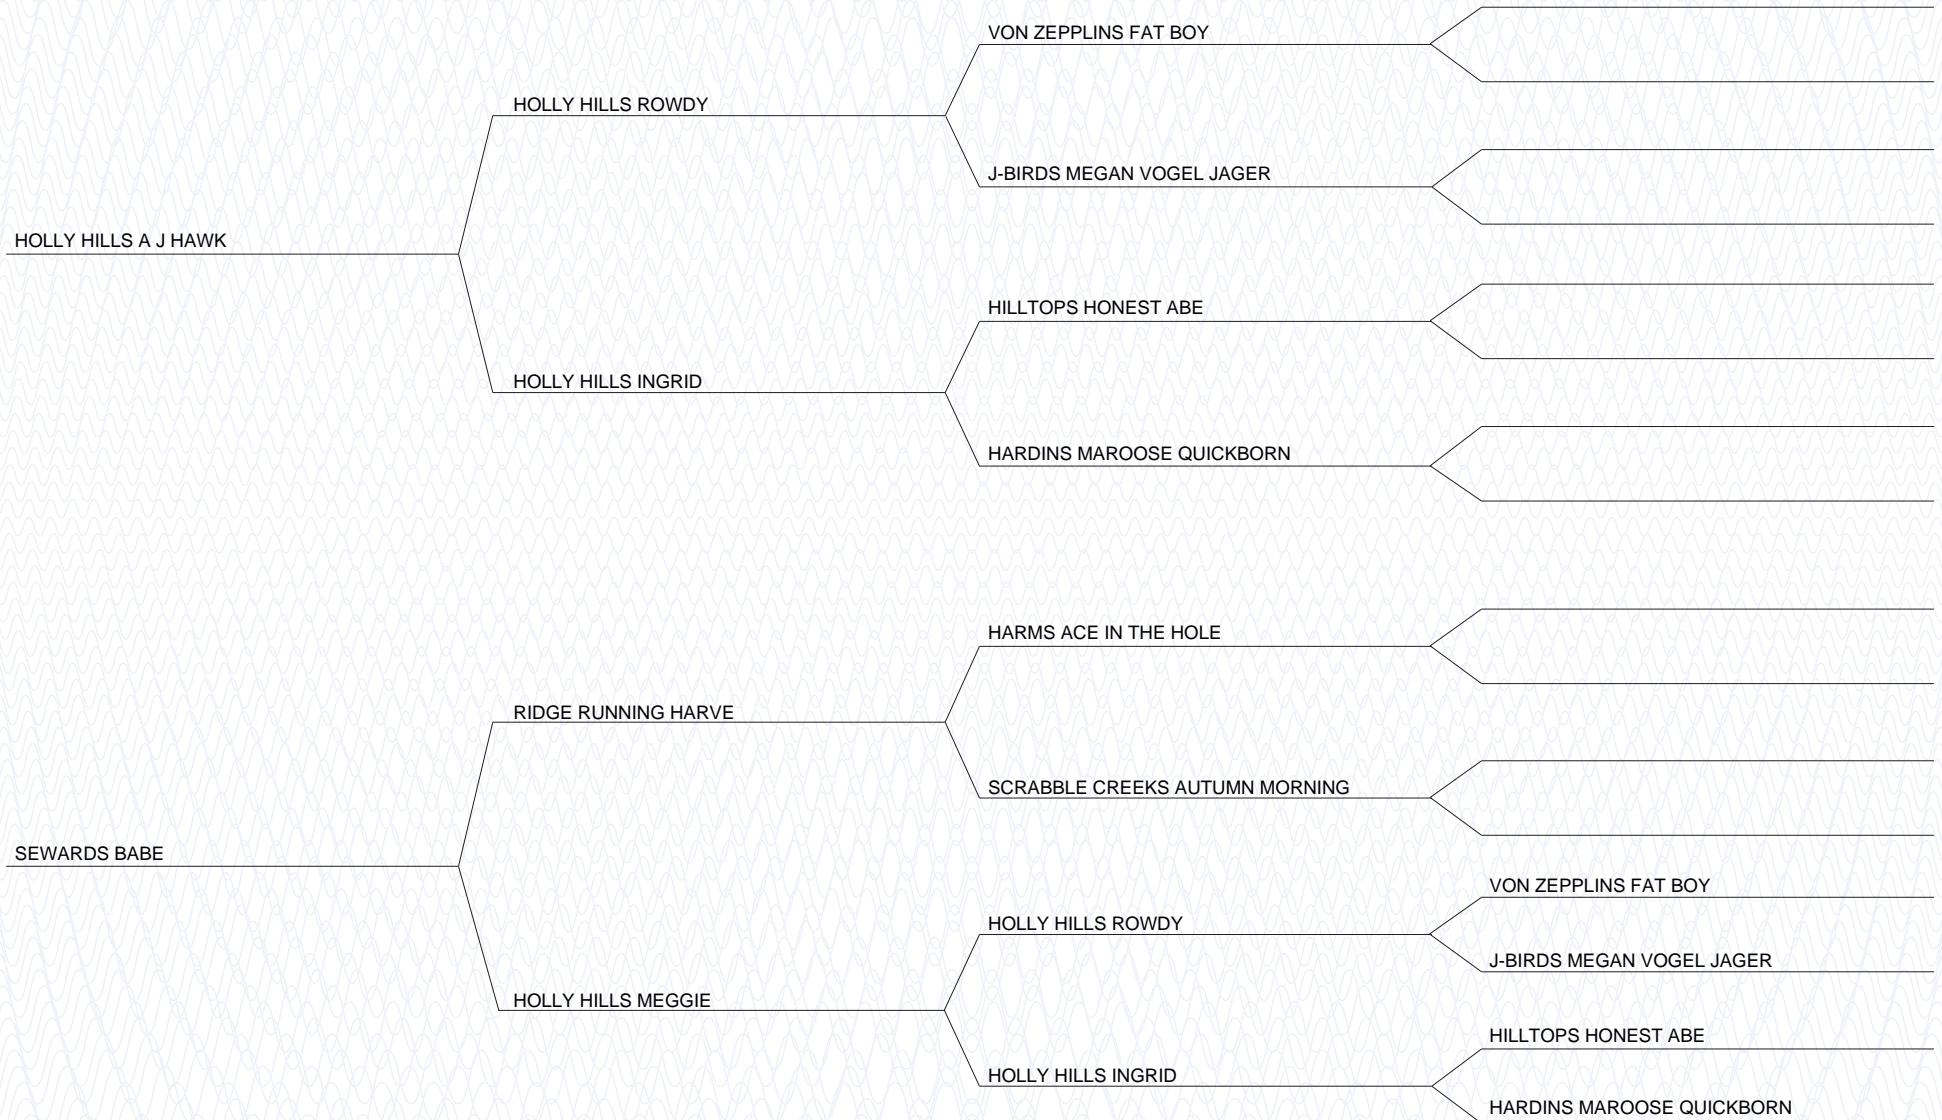 VON ZEPPLINS FAT BOY
HOLLY HILLS ROWDY
J-BIRDS MEGAN VOGEL JAGER
HOLLY HILLS A J HAWK
HILLTOPS HONEST ABE
HOLLY HILLS INGRID
HARDINS MAROOSE QUICKBORN
HARMS ACE IN THE HOLE
RIDGE RUNNING HARVE
SCRABBLE CREEKS AUTUMN MORNING
SEWARDS BABE
VON ZEPPLINS FAT BOY
HOLLY HILLS ROWDY
J-BIRDS MEGAN VOGEL JAGER
HOLLY HILLS MEGGIE
HILLTOPS HONEST ABE
HOLLY HILLS INGRID
HARDINS MAROOSE QUICKBORN